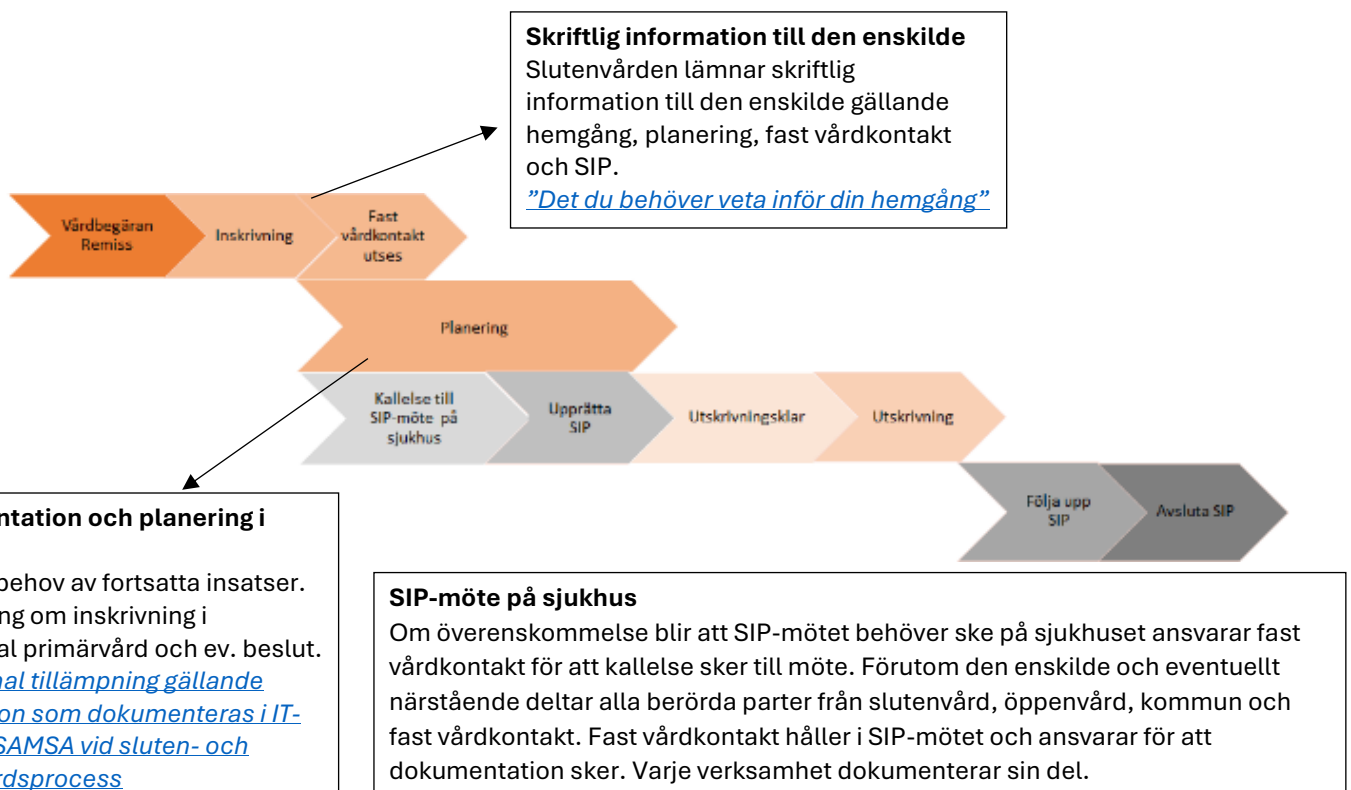 Skriftlig information till den enskilde
Slutenvården lämnar skriftlig
information till den enskilde gällande
hemgång, planering, fast vårdkontakt
och SIP.
”Det du behöver veta inför din hemgång”
Vårdbegäran
Remiss
Inskrivning
Fast
vårdkontakt
utses
Planering
Kallelse till
SIP-möte på
sjukhus
Upprätta
SIP
Utskrivningsklar
Utskrivning
Följa upp
SIP
Avsluta SIP
ntation och planering i
behov av fortsatta insatser.
ng om inskrivning i
al primärvård och ev. beslut.
nal tillämpning gällande
on som dokumenteras i IT-
SAMSA vid sluten- och
rdsprocess
SIP-möte på sjukhus
Om överenskommelse blir att SIP-mötet behöver ske på sjukhuset ansvarar fast
vårdkontakt för att kallelse sker till möte. Förutom den enskilde och eventuellt
närstående deltar alla berörda parter från slutenvård, öppenvård, kommun och
fast vårdkontakt. Fast vårdkontakt håller i SIP-mötet och ansvarar för att
dokumentation sker. Varje verksamhet dokumenterar sin del.